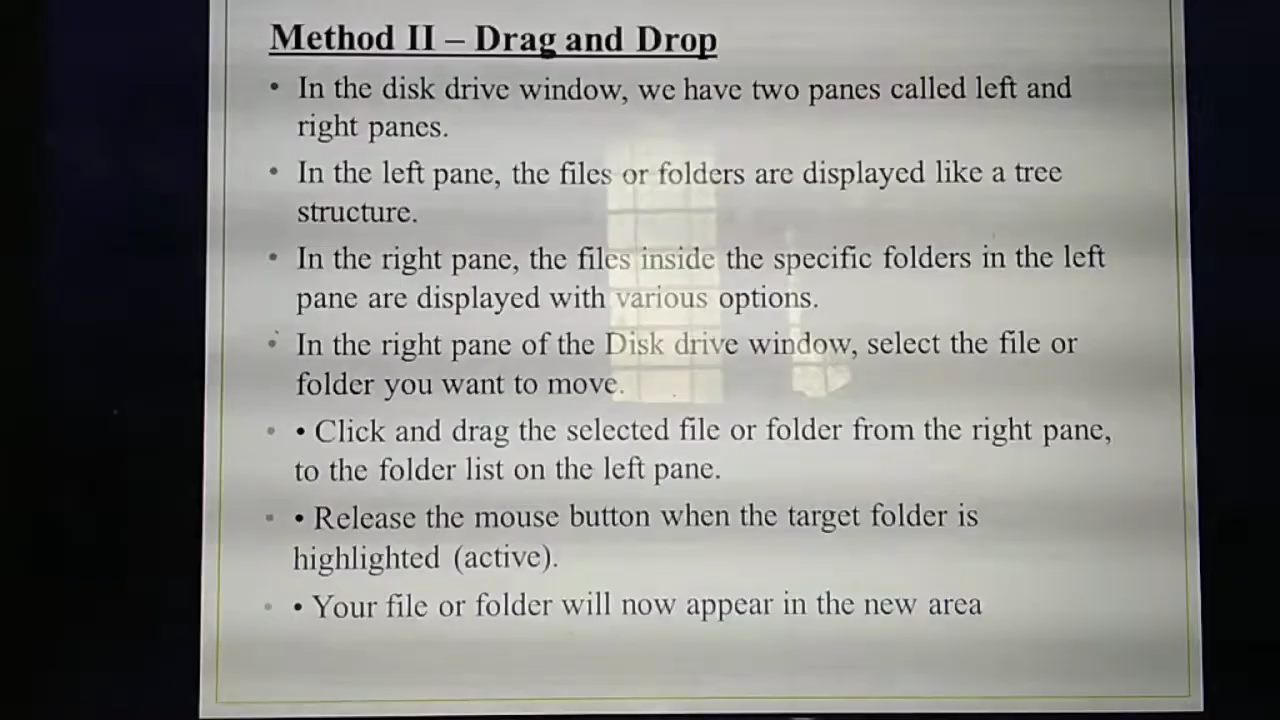 Method II – Drag and Drop
• In the disk drive window, we have two panes called left and
right panes.
• In the left pane, the files or folders are displayed like a tree
structure.
• In the right pane, the files inside the specific folders in the left
pane are displayed with various options.
• In the right pane of the Disk drive window, select the file or
folder you want to move.
• • Click and drag the selected file or folder from the right pane,
to the folder list on the left pane.
• • Release the mouse button when the target folder is
highlighted (active).
• • Your file or folder will now appear in the new area